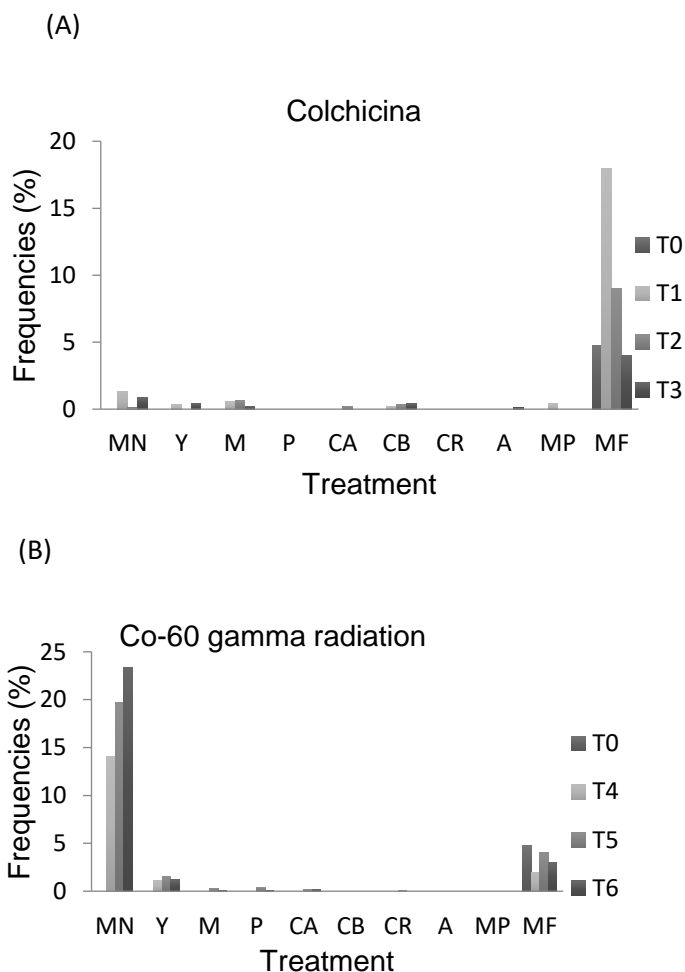 (A)
Colchicina
Frequencies (%)
20
15
10
5
0
MN Y M P CA CB CR A MP MF
Treatment
T0
T1
T2
T3
(B)
Co-60 gamma radiation
Frequencies (%)
25
20
15
10
5
0
MN Y M P CA CB CR A MP MF
Treatment
T0
T4
T5
T6